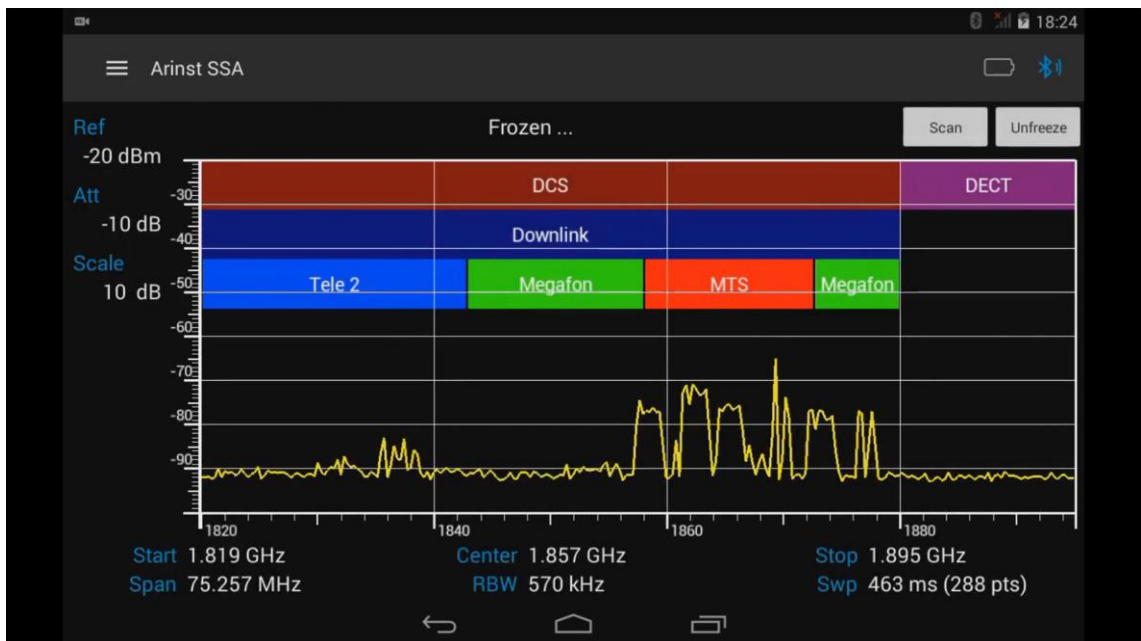 18:24
Arinst SSA
Ref
Frozen ...
Scan
Unfreeze
-20 dBm
Att
-10 dB
Scale
10 dB
-30
-40
-50
-60
-70
-80
-90
DCS
DECT
Downlink
Tele 2
Megafon
MTS
Megafon
1820
1840
1860
1880
Start 1.819 GHz
Center 1.857 GHz
Stop 1.895 GHz
Span 75.257 MHz
RBW 570 kHz
Swp 463 ms (288 pts)